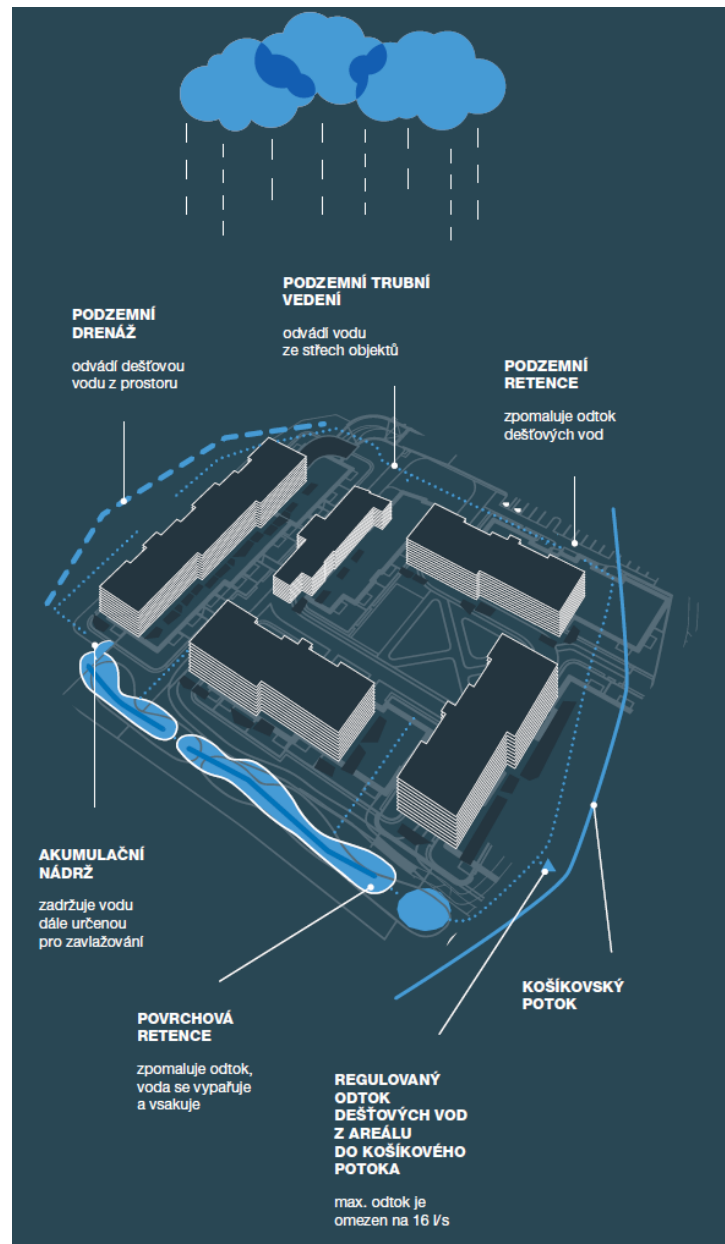 PODZEMNÍ TRUBNÍ
VEDENÍ
odvádí vodu
ze střech objektů
PODZEMNÍ
DRENÁŽ
odvádí dešťovou
vodu z prostoru
PODZEMNÍ
RETENCE
zpomaluje odtok
dešťových vod
AKUMULAČNÍ
NÁDRŽ
zadržuje vodu
dále určenou
pro zavlažování
KOŠÍKOVSKÝ
POTOK
POVRCHOVÁ
RETENCE
zpomaluje odtok,
voda se vypařuje
a vsakuje
REGULOVANÝ
ODTOK
DEŠŤOVÝCH VOD
Z AREÁLU
DO KOŠÍKOVÉHO
POTOKA
max. odtok je
omezen na 16 l/s